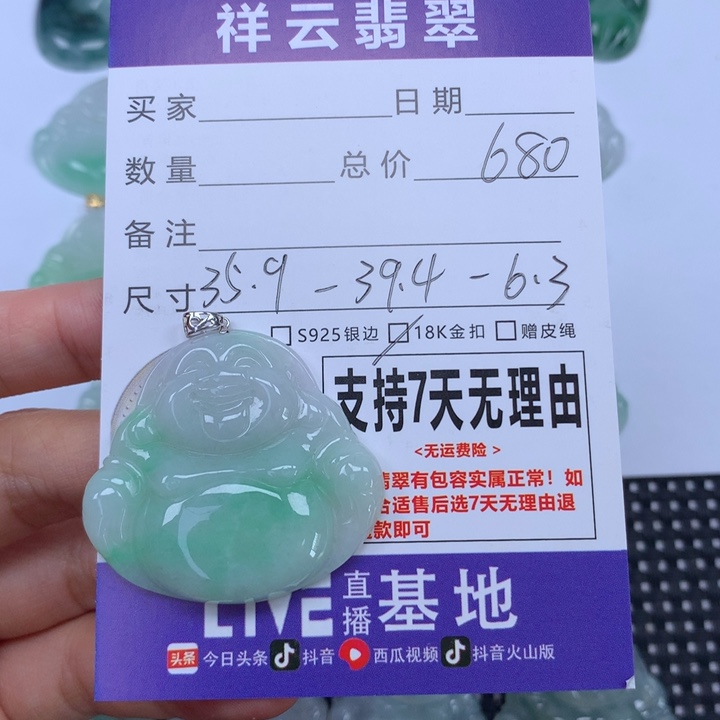 祥云翡翠
买家 日期
数量 总价 680
备注
尺寸 35.9 - 39.4 - 6.3
S925银边 18K金扣 赠皮绳
支持7天无理由
<无运费险>
翡翠有包容实属正常！如
合适售后选7天无理由退
款即可
LIVE 直播 基地
头条 今日头条 抖音 西瓜视频 抖音火山版